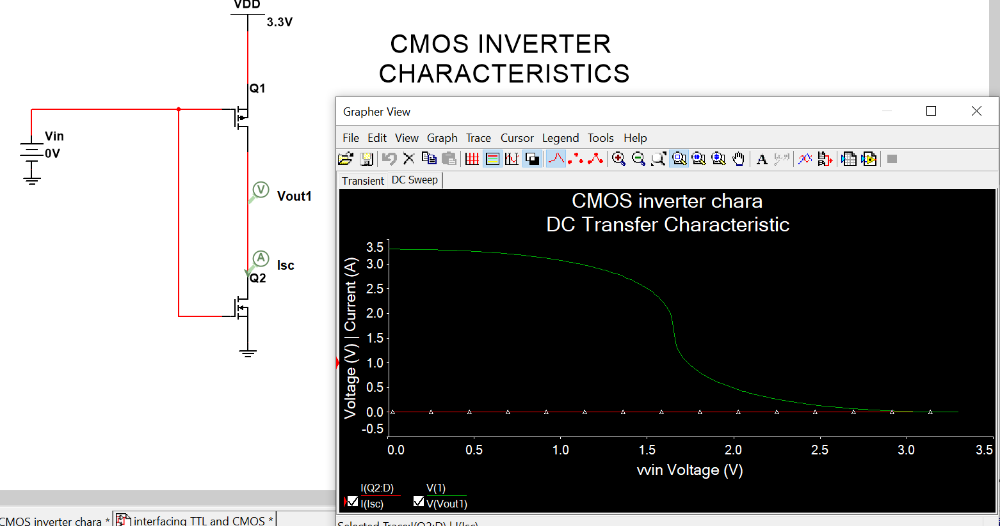 VDD
3.3V
CMOS INVERTER
CHARACTERISTICS
Q1
Vin
0V
V
Vout1
A
Isc
Q2
Grapher View
File Edit View Graph Trace Cursor Legend Tools Help
A
Transient DC Sweep
CMOS inverter chara
DC Transfer Characteristic
Voltage (V) | Current (A)
3.5
3.0
2.5
2.0
1.5
1.0
0.5
0.0
-0.5
0.0 0.5 1.0 1.5 2.0 2.5 3.0 3.5
vvin Voltage (V)
I(Q2:D) V(1)
I(Isc) V(Vout1)
CMOS inverter chara * interfacing TTL and CMOS *
Selected Trace:I(Q2:D) | I(Isc)